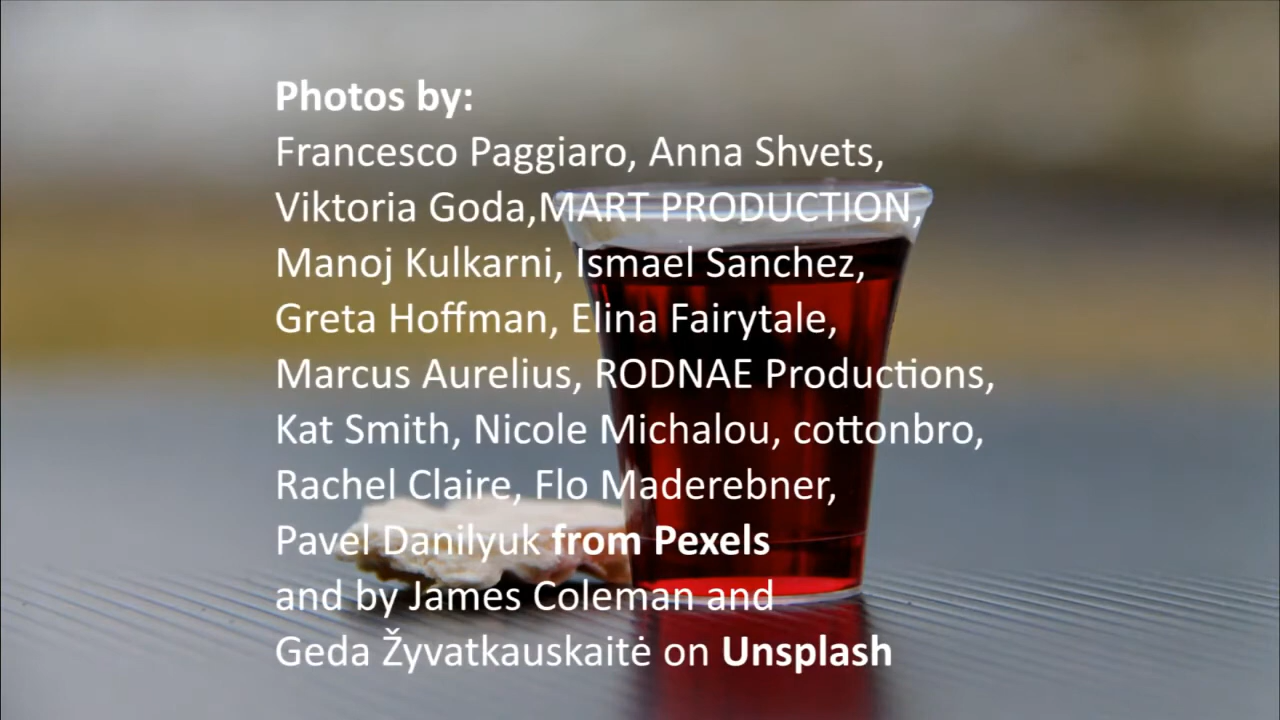 Photos by:
Francesco Paggiaro, Anna Shvets,
Viktoria Goda,MART PRODUCTION,
Manoj Kulkarni, Ismael Sanchez,
Greta Hoffman, Elina Fairytale,
Marcus Aurelius, RODNAE Productions,
Kat Smith, Nicole Michalou, cottonbro,
Rachel Claire, Flo Maderebner,
Pavel Danilyuk from Pexels
and by James Coleman and
Geda Žyvatkauskaitė on Unsplash